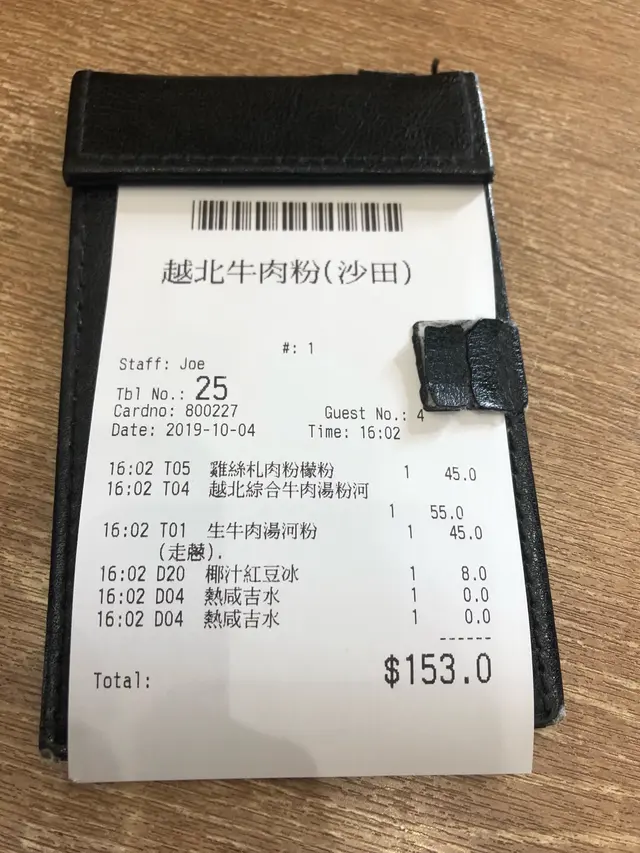 越北牛肉粉(沙田)
#: 1
Staff: Joe
Tbl No.: 25
Cardno: 800227 Guest No.: 4
Date: 2019-10-04 Time: 16:02
16:02 T05 雞絲札肉粉檬粉 1 45.0
16:02 T04 越北綜合牛肉湯粉河
1 55.0
16:02 T01 生牛肉湯河粉 1 45.0
(走蔥).
16:02 D20 椰汁紅豆冰 1 8.0
16:02 D04 熱咸吉水 1 0.0
16:02 D04 熱咸吉水 1 0.0
------
Total: $153.0